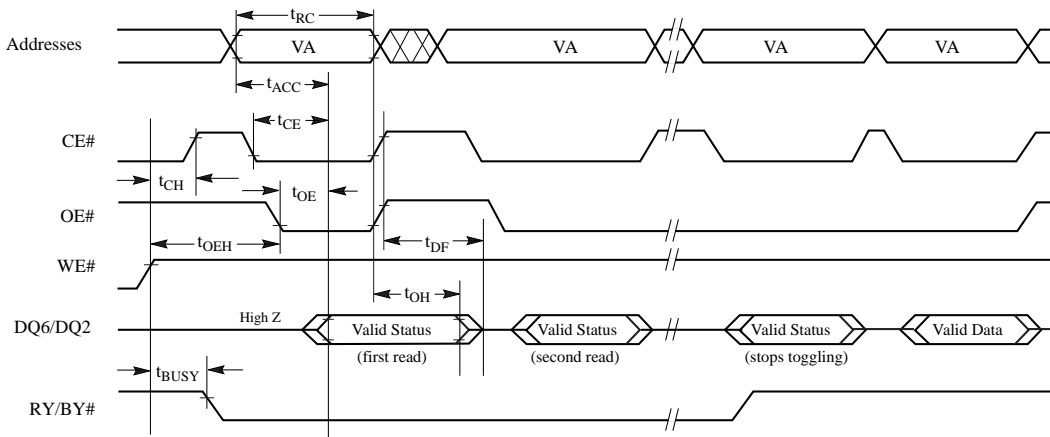 tRC
Addresses VA VA VA VA
tACC
tCE
CE#
tCH tOE
OE#
tOEH tDF
WE#
tOH
DQ6/DQ2 High Z Valid Status Valid Status Valid Status Valid Data
(first read) (second read) (stops toggling)
tBUSY
RY/BY#